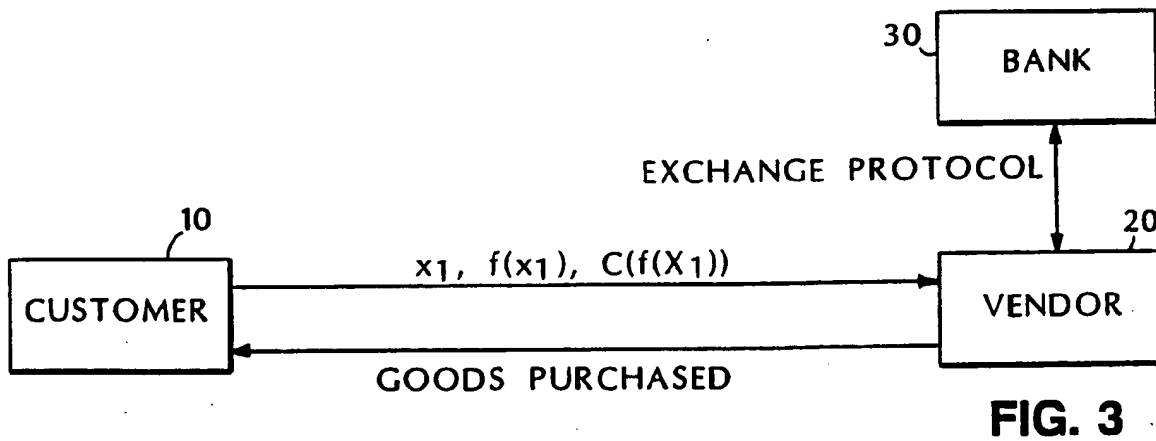 30
BANK
EXCHANGE PROTOCOL
10
20
x1, f(x1), C(f(X1))
CUSTOMER
VENDOR
GOODS PURCHASED
FIG. 3